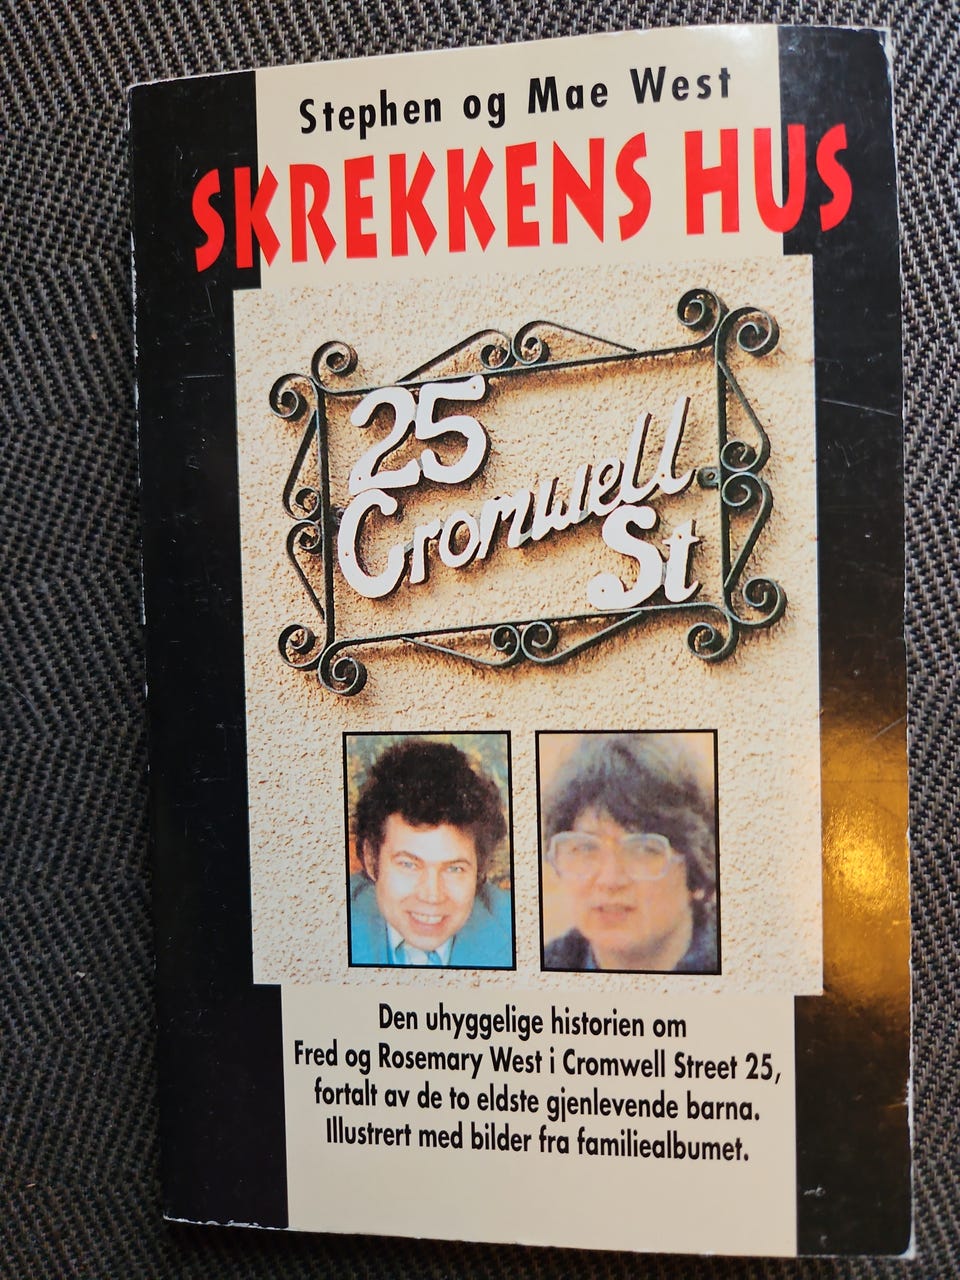 Stephen og Mae West
SKREKKENS HUS
25
Cromwell
St
Den uhyggelige historien om
Fred og Rosemary West i Cromwell Street 25,
fortalt av de to eldste gjenlevende barna.
Illustrert med bilder fra familiealbumet.